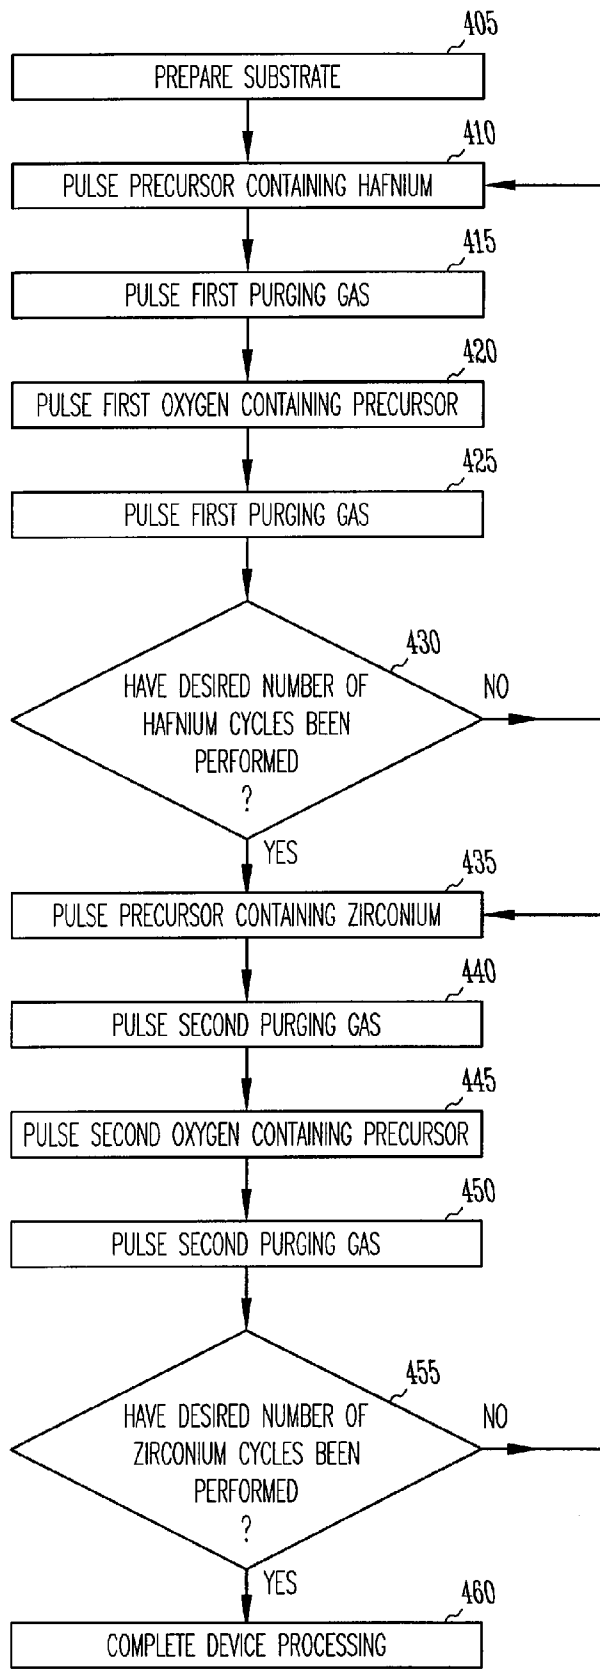 405
PREPARE SUBSTRATE
410
PULSE PRECURSOR CONTAINING HAFNIUM
415
PULSE FIRST PURGING GAS
420
PULSE FIRST OXYGEN CONTAINING PRECURSOR
425
PULSE FIRST PURGING GAS
430
HAVE DESIRED NUMBER OF
HAFNIUM CYCLES BEEN
PERFORMED
?
NO
YES
435
PULSE PRECURSOR CONTAINING ZIRCONIUM
440
PULSE SECOND PURGING GAS
445
PULSE SECOND OXYGEN CONTAINING PRECURSOR
450
PULSE SECOND PURGING GAS
455
HAVE DESIRED NUMBER OF
ZIRCONIUM CYCLES BEEN
PERFORMED
?
NO
YES
460
COMPLETE DEVICE PROCESSING